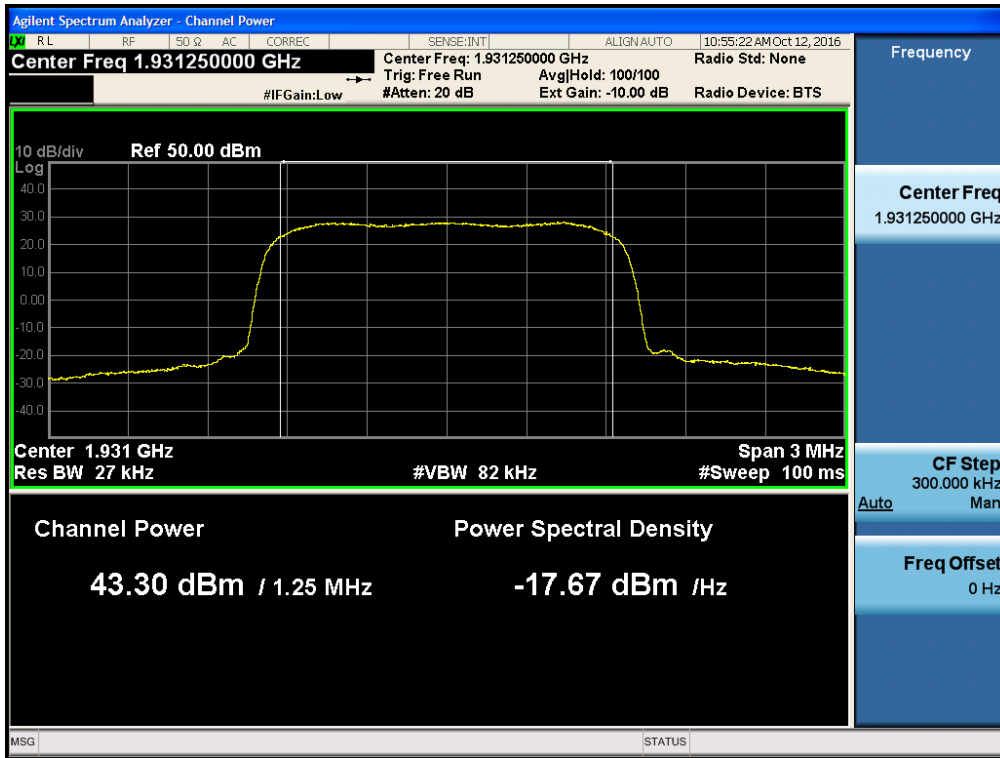 Agilent Spectrum Analyzer - Channel Power
LXI RL RF 50 Ω AC CORREC SENSE:INT ALIGN AUTO 10:55:22 AM Oct 12, 2016
Center Freq 1.931250000 GHz
Center Freq: 1.931250000 GHz Radio Std: None
Trig: Free Run Avg|Hold: 100/100
#IFGain:Low #Atten: 20 dB Ext Gain: -10.00 dB Radio Device: BTS
10 dB/div Ref 50.00 dBm
Log
40.0
30.0
20.0
10.0
0.00
-10.0
-20.0
-30.0
-40.0
Center 1.931 GHz Span 3 MHz
Res BW 27 kHz #VBW 82 kHz #Sweep 100 ms
Channel Power Power Spectral Density
43.30 dBm / 1.25 MHz -17.67 dBm /Hz
Frequency
Center Freq
1.931250000 GHz
CF Step
300.000 kHz
Auto Man
Freq Offset
0 Hz
MSG STATUS